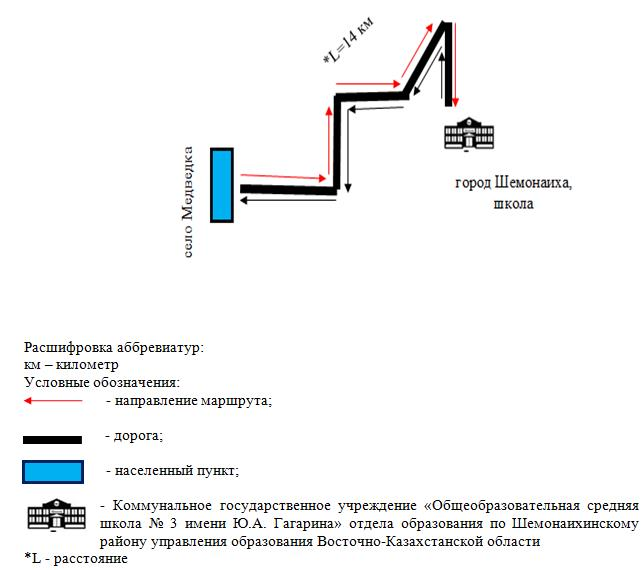 *L=14 км
село Медведка
город Шемонаиха,
школа
Расшифровка аббревиатур:
км – километр
Условные обозначения:
- направление маршрута;
- дорога;
- населенный пункт;
- Коммунальное государственное учреждение «Общеобразовательная средняя
школа № 3 имени Ю.А. Гагарина» отдела образования по Шемонаихинскому
району управления образования Восточно-Казахстанской области
*L - расстояние